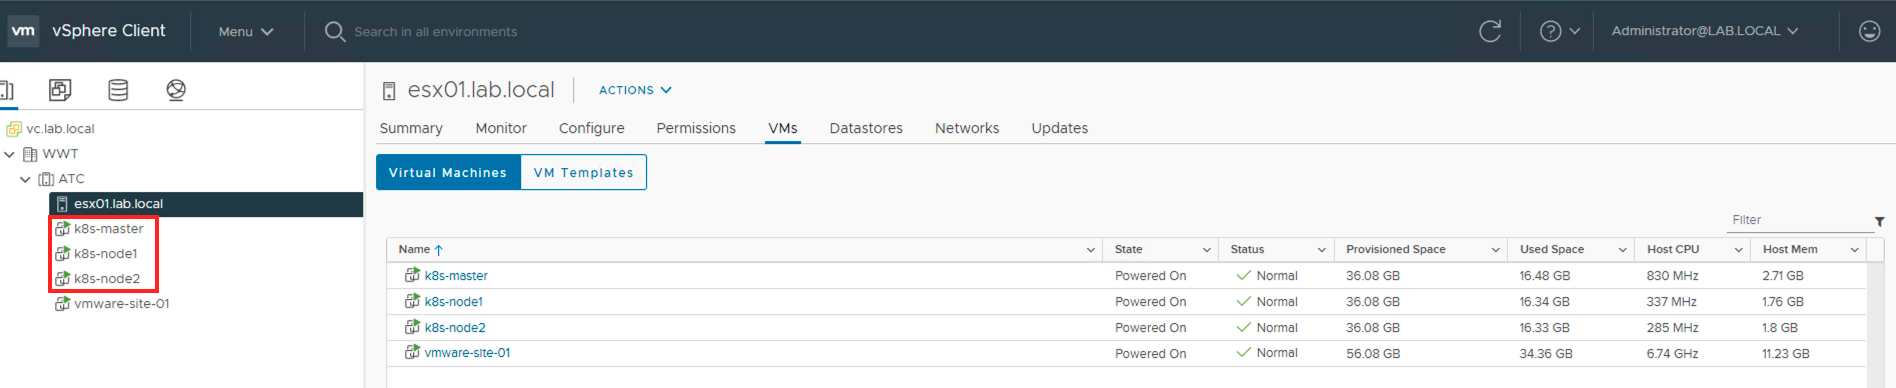 vm vSphere Client Menu Search in all environments Administrator@LAB.LOCAL
vc.lab.local
WWT
ATC
esx01.lab.local
k8s-master
k8s-node1
k8s-node2
vmware-site-01
esx01.lab.local ACTIONS
Summary Monitor Configure Permissions VMs Datastores Networks Updates
Virtual Machines VM Templates
Filter
Name State Status Provisioned Space Used Space Host CPU Host Mem
k8s-master Powered On Normal 36.08 GB 16.48 GB 830 MHz 2.71 GB
k8s-node1 Powered On Normal 36.08 GB 16.34 GB 337 MHz 1.76 GB
k8s-node2 Powered On Normal 36.08 GB 16.33 GB 285 MHz 1.8 GB
vmware-site-01 Powered On Normal 56.08 GB 34.36 GB 6.74 GHz 11.23 GB